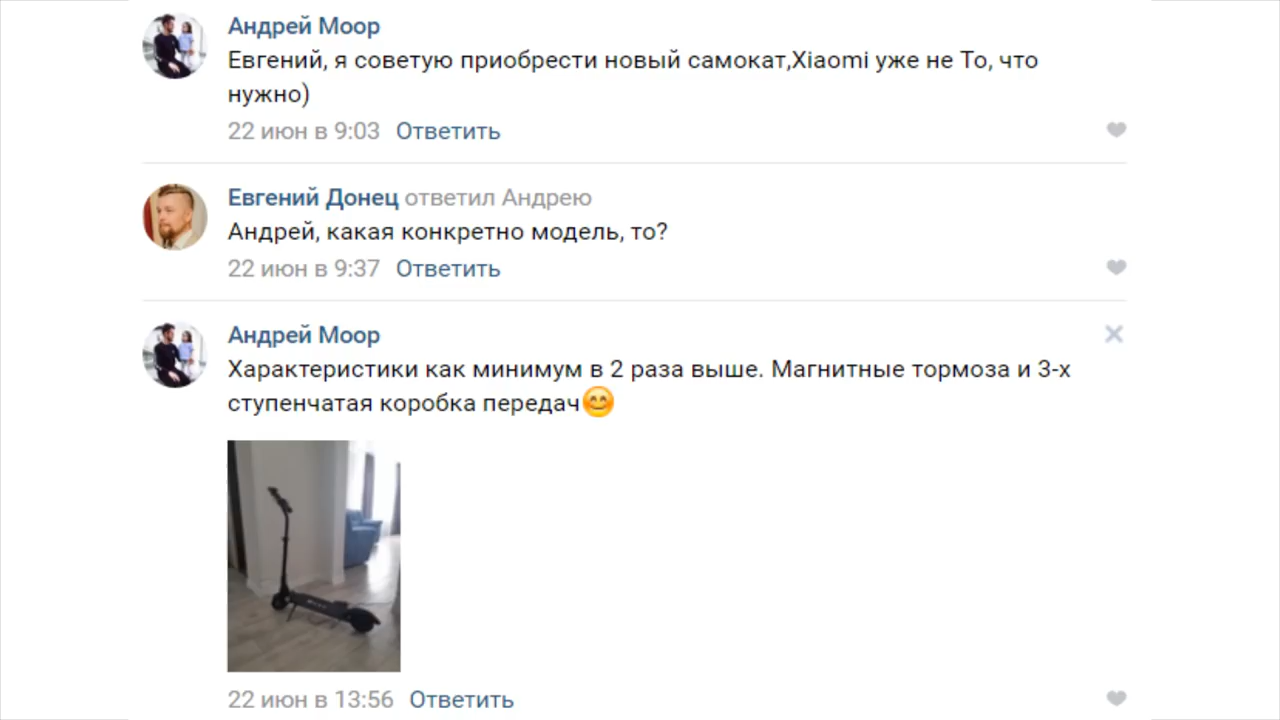 Андрей Моор
Евгений, я советую приобрести новый самокат,Xiaomi уже не То, что
нужно)
22 июн в 9:03 Ответить
Евгений Донец ответил Андрею
Андрей, какая конкретно модель, то?
22 июн в 9:37 Ответить
Андрей Моор
Характеристики как минимум в 2 раза выше. Магнитные тормоза и 3-х
ступенчатая коробка передач😊
22 июн в 13:56 Ответить